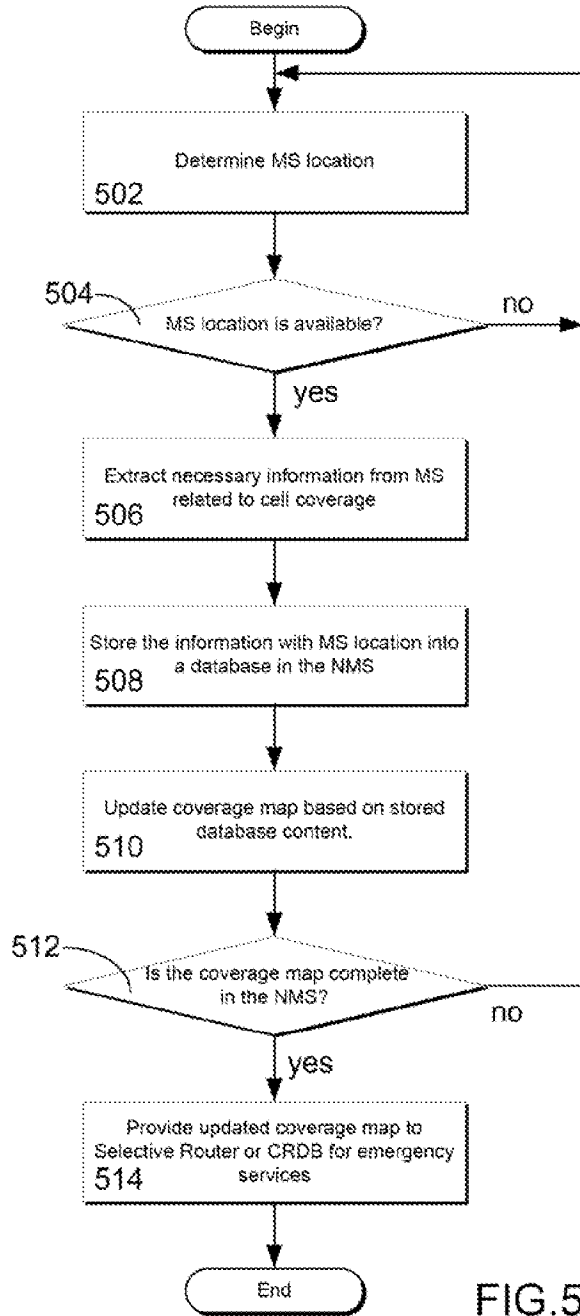 Begin
Determine MS location
502
504
MS location is available?
no
yes
Extract necessary information from MS
related to cell coverage
506
Store the information with MS location into
a database in the NMS
508
Update coverage map based on stored
database content.
510
512
Is the coverage map complete
in the NMS?
no
yes
Provide updated coverage map to
Selective Router or CRDB for emergency
services
514
End
FIG.5